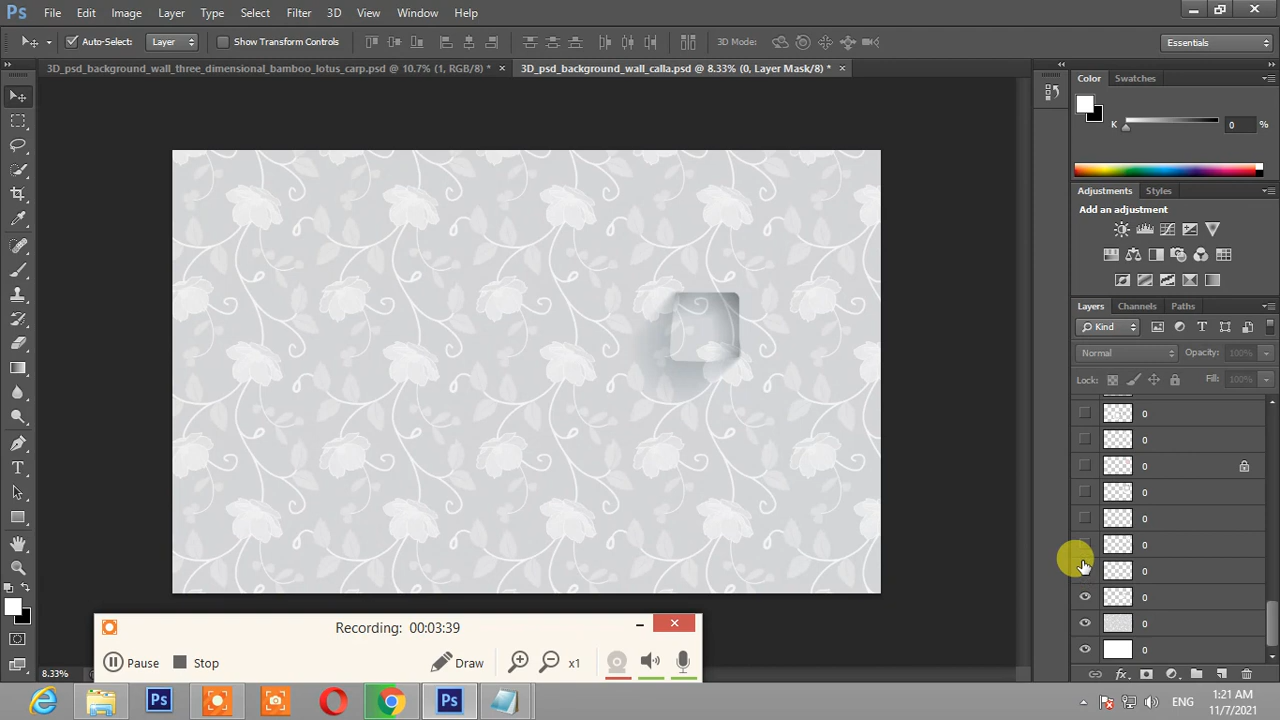 Ps File Edit Image Layer Type Select Filter 3D View Window Help
Auto-Select: Layer Show Transform Controls 3D Mode: Essentials
3D_psd_background_wall_three_dimensional_bamboo_lotus_carp.psd @ 10.7% (1, RGB/8) * × 3D_psd_background_wall_calla.psd @ 8.33% (0, Layer Mask/8) * ×
Color Swatches
K 0 %
Adjustments Styles
Add an adjustment
Layers Channels Paths
Kind
Normal Opacity: 100%
Lock: Fill: 100%
0
0
0
0
0
0
0
0
0
0
Recording: 00:03:39
Pause Stop Draw x1
8.33%
Ps Ps ENG 1:21 AM
11/7/2021